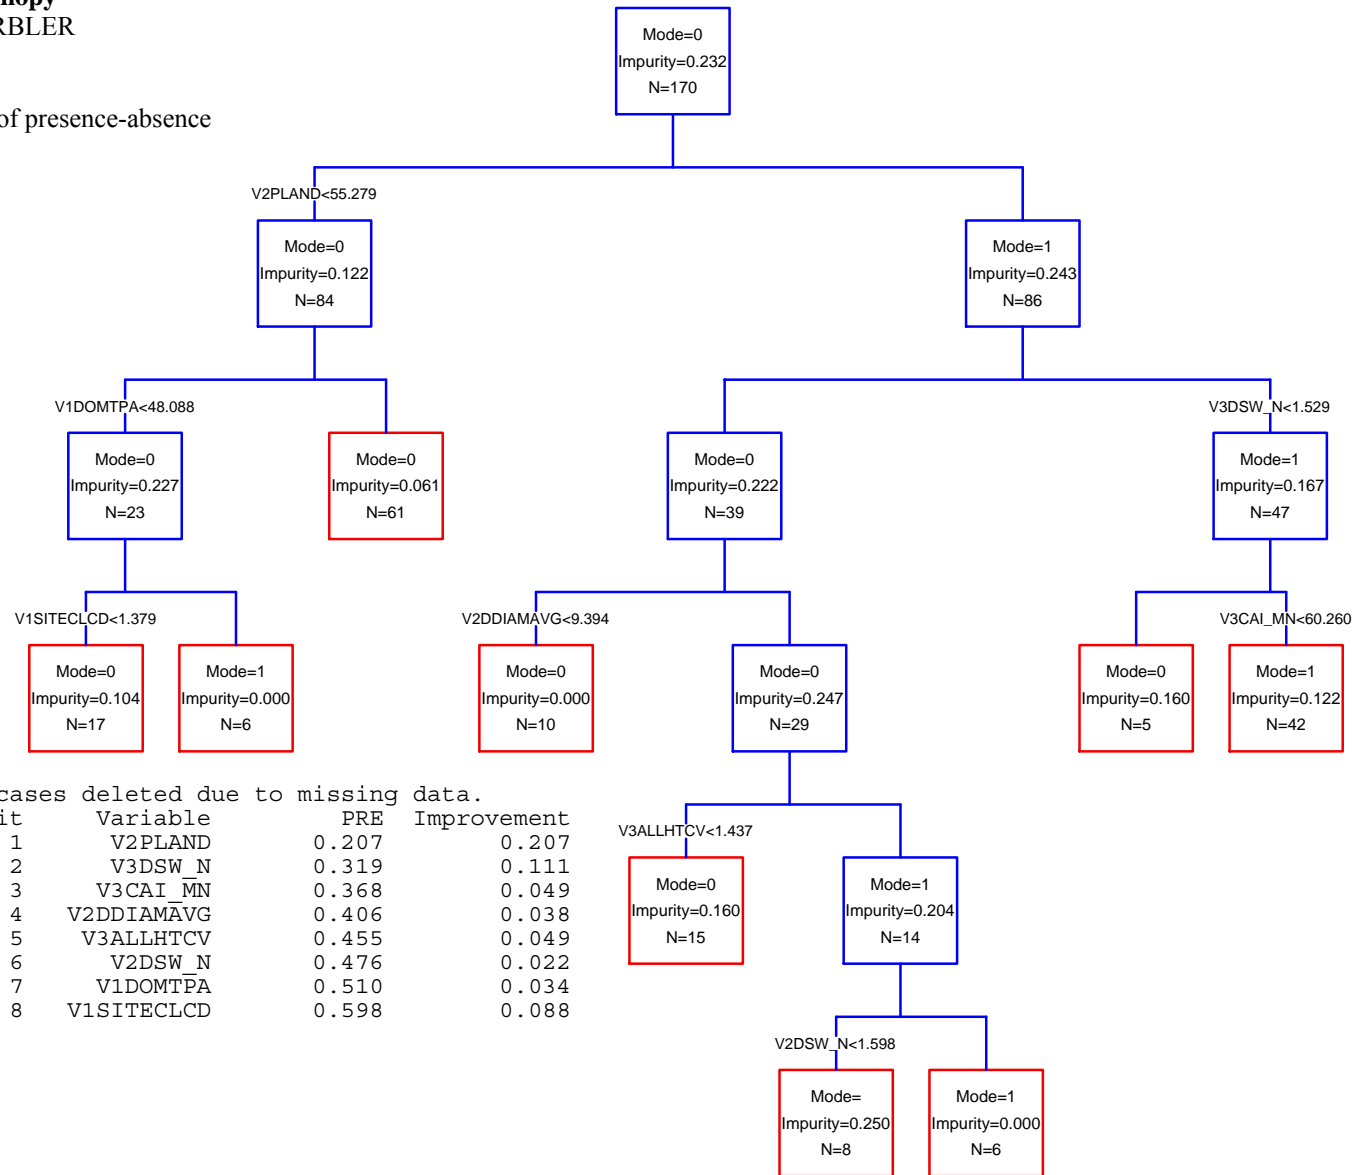 Mode=0
Impurity=0.232
N=170
of presence-absence
V2PLAND<55.279
Mode=0
Impurity=0.122
N=84
Mode=1
Impurity=0.243
N=86
V1DOMTPA<48.088
V3DSW_N<1.529
Mode=0
Impurity=0.227
N=23
Mode=0
Impurity=0.061
N=61
Mode=0
Impurity=0.222
N=39
Mode=1
Impurity=0.167
N=47
V1SITECLCD<1.379
V2DDIAMAVG<9.394
V3CAI_MN<60.260
Mode=0
Impurity=0.104
N=17
Mode=1
Impurity=0.000
N=6
Mode=0
Impurity=0.000
N=10
Mode=0
Impurity=0.247
N=29
Mode=0
Impurity=0.160
N=5
Mode=1
Impurity=0.122
N=42
cases deleted due to missing data.
it Variable PRE Improvement
1 V2PLAND 0.207 0.207
2 V3DSW_N 0.319 0.111
3 V3CAI_MN 0.368 0.049
4 V2DDIAMAVG 0.406 0.038
5 V3ALLHTCV 0.455 0.049
6 V2DSW_N 0.476 0.022
7 V1DOMTPA 0.510 0.034
8 V1SITECLCD 0.598 0.088
V3ALLHTCV<1.437
Mode=0
Impurity=0.160
N=15
Mode=1
Impurity=0.204
N=14
V2DSW_N<1.598
Mode=
Impurity=0.250
N=8
Mode=1
Impurity=0.000
N=6